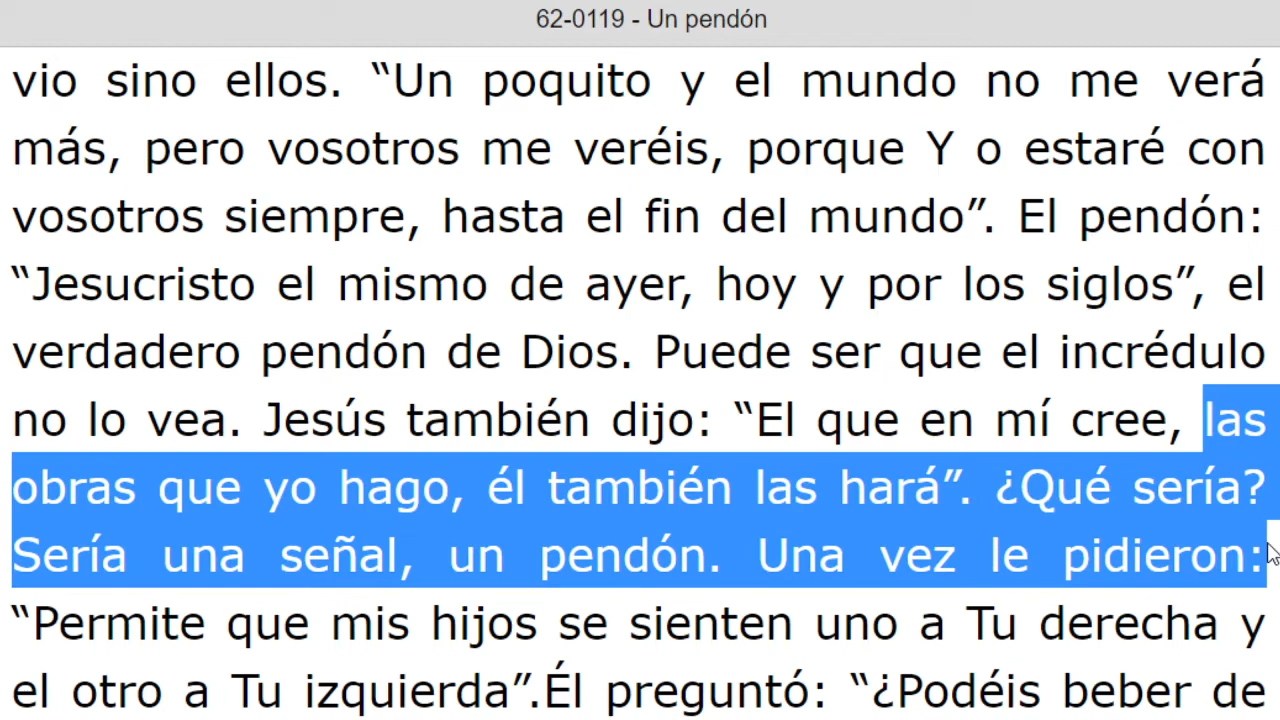 62-0119 - Un pendón
vio sino ellos. “Un poquito y el mundo no me verá
más, pero vosotros me veréis, porque Y o estaré con
vosotros siempre, hasta el fin del mundo”. El pendón:
“Jesucristo el mismo de ayer, hoy y por los siglos”, el
verdadero pendón de Dios. Puede ser que el incrédulo
no lo vea. Jesús también dijo: “El que en mí cree, las
obras que yo hago, él también las hará”. ¿Qué sería?
Sería una señal, un pendón. Una vez le pidieron:
“Permite que mis hijos se sienten uno a Tu derecha y
el otro a Tu izquierda”.Él preguntó: “¿Podéis beber de